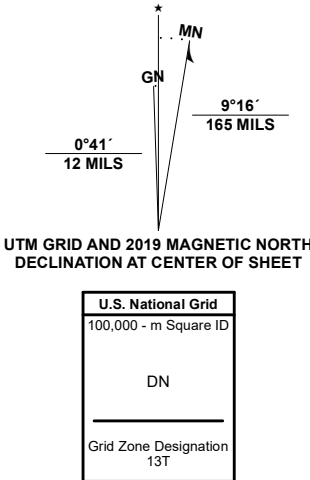 ★
MN
GN
9°16´
165 MILS
0°41´
12 MILS
UTM GRID AND 2019 MAGNETIC NORTH
DECLINATION AT CENTER OF SHEET
U.S. National Grid
100,000 - m Square ID
DN
Grid Zone Designation
13T